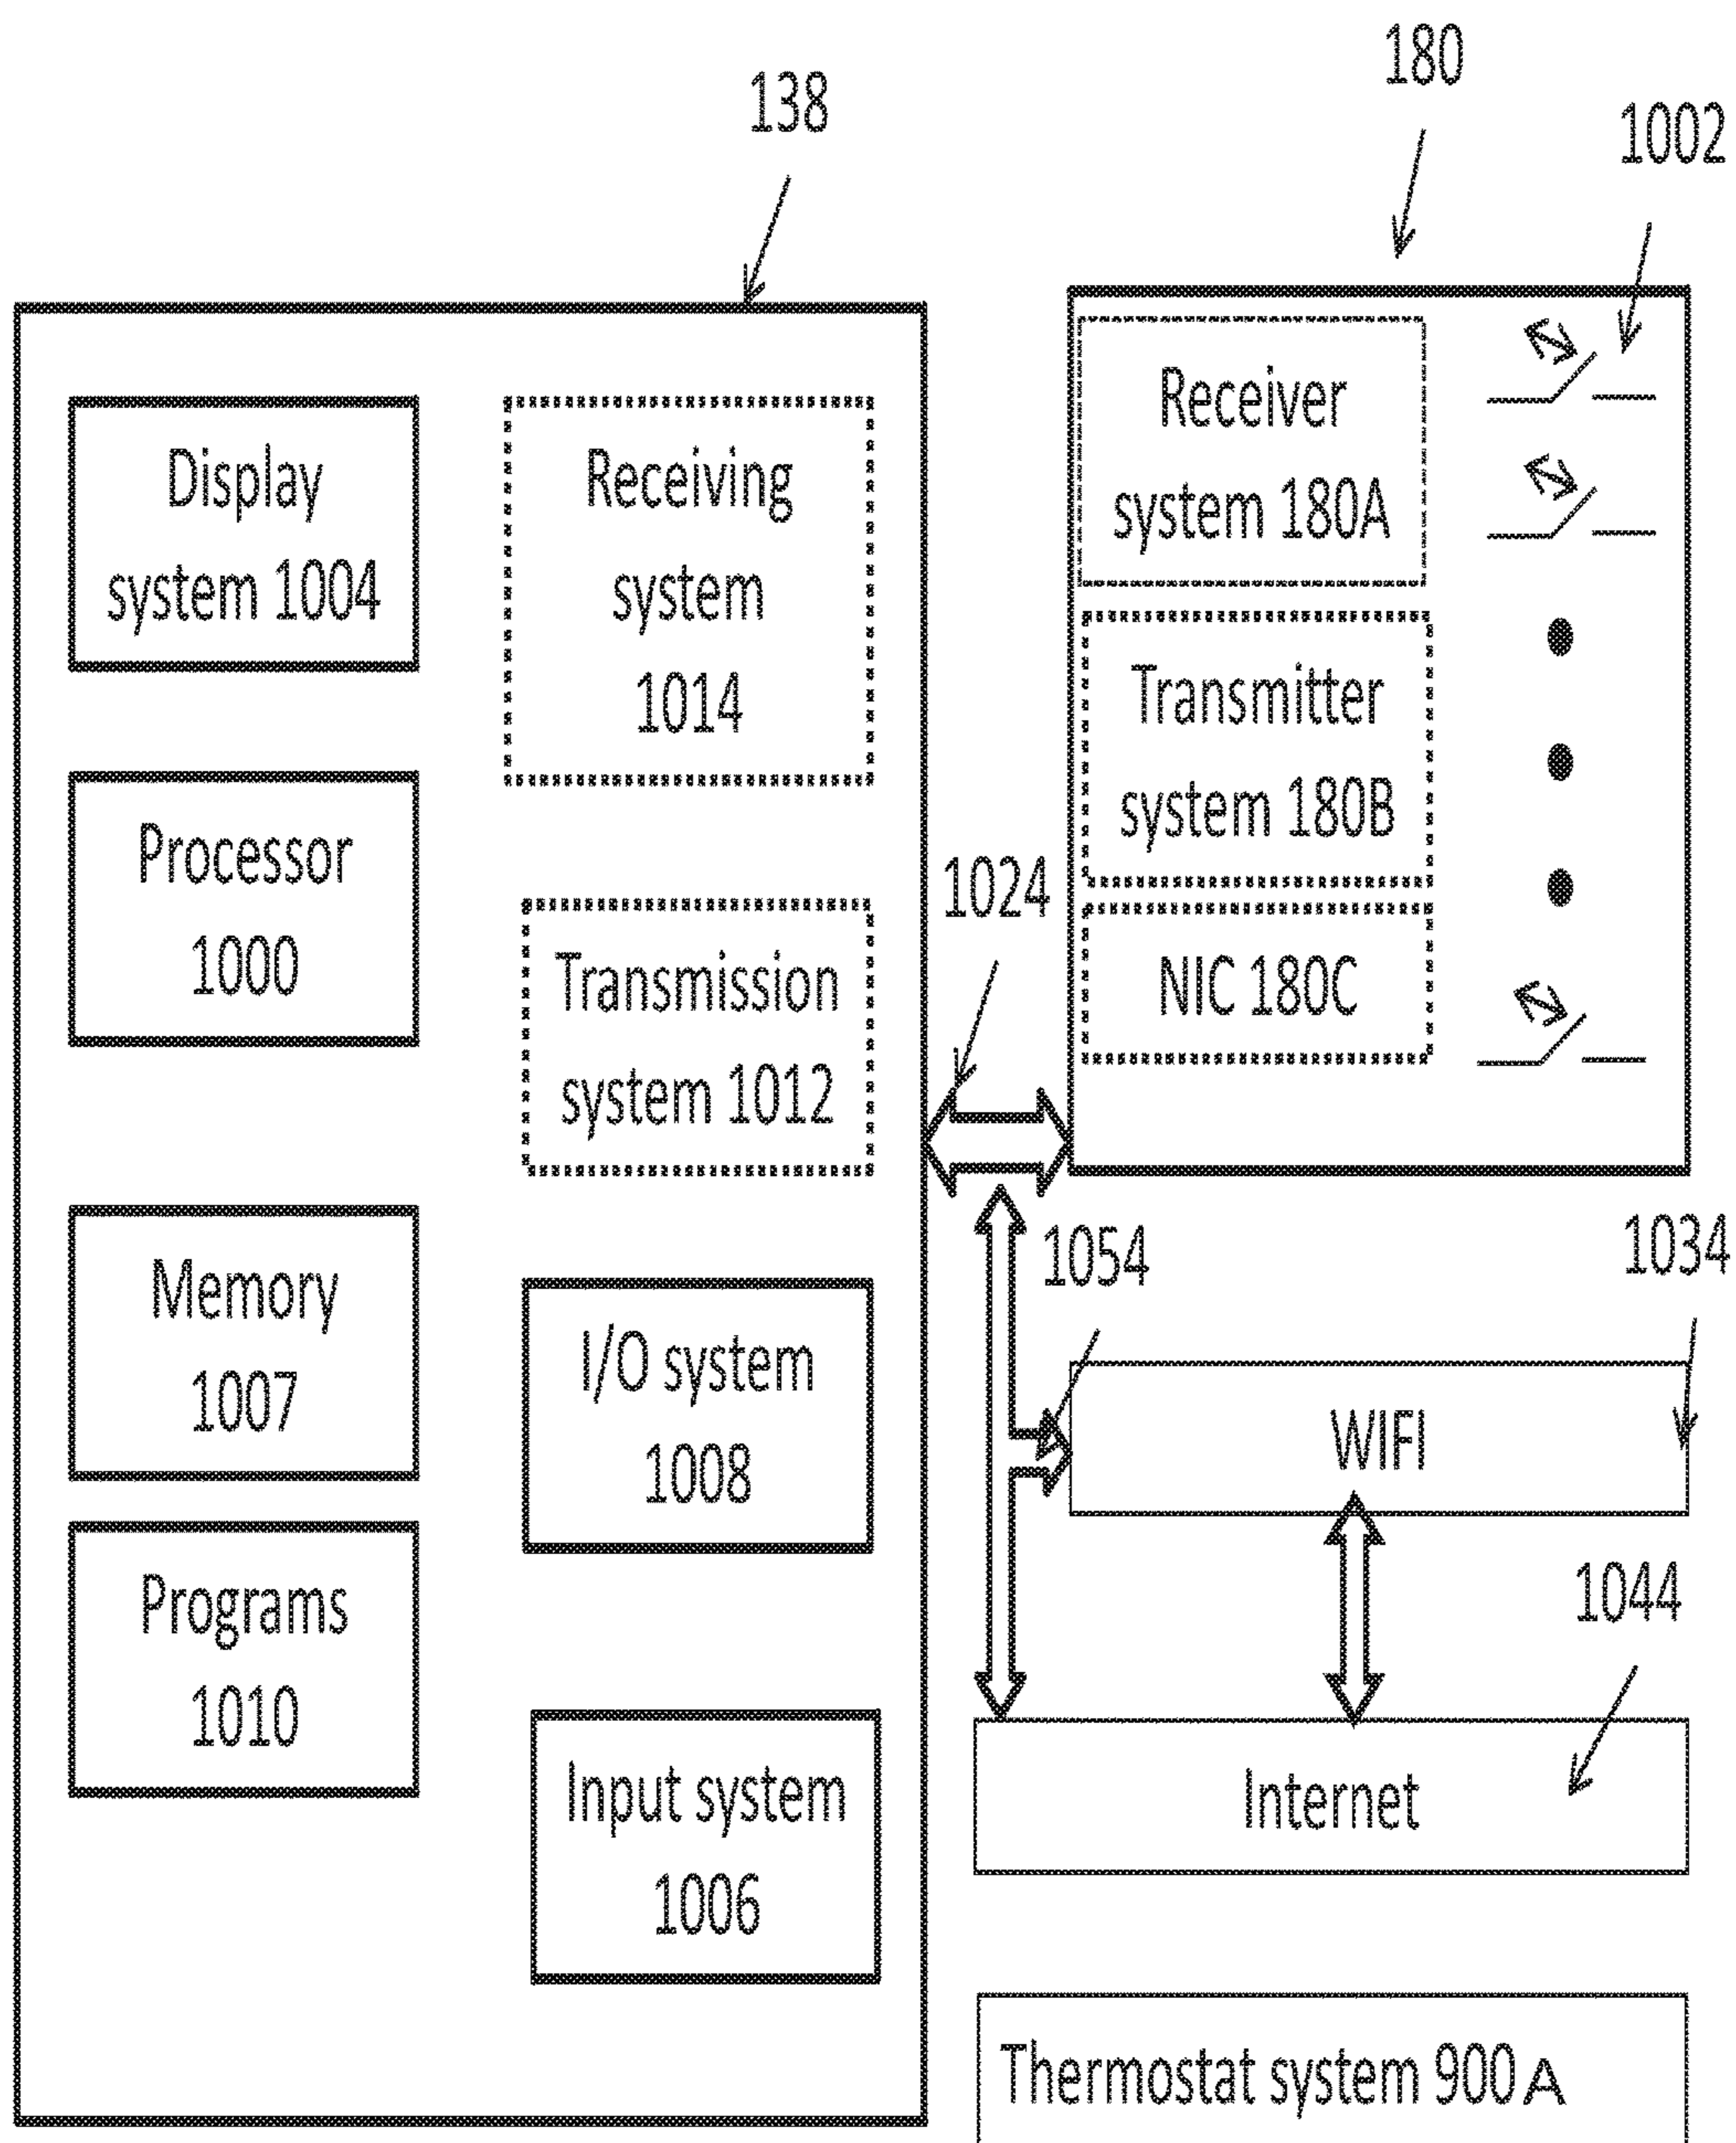 180
138
1002
Display
system 1004
Receiving
system
1014
Receiver
system 180A
Transmitter
system 180B
NIC 180C
Processor
1000
Transmission
system 1012
1024
Memory
1007
I/O system
1008
1054
1034
WIFI
Programs
1010
1044
Input system
1006
Internet
Thermostat system 900 A